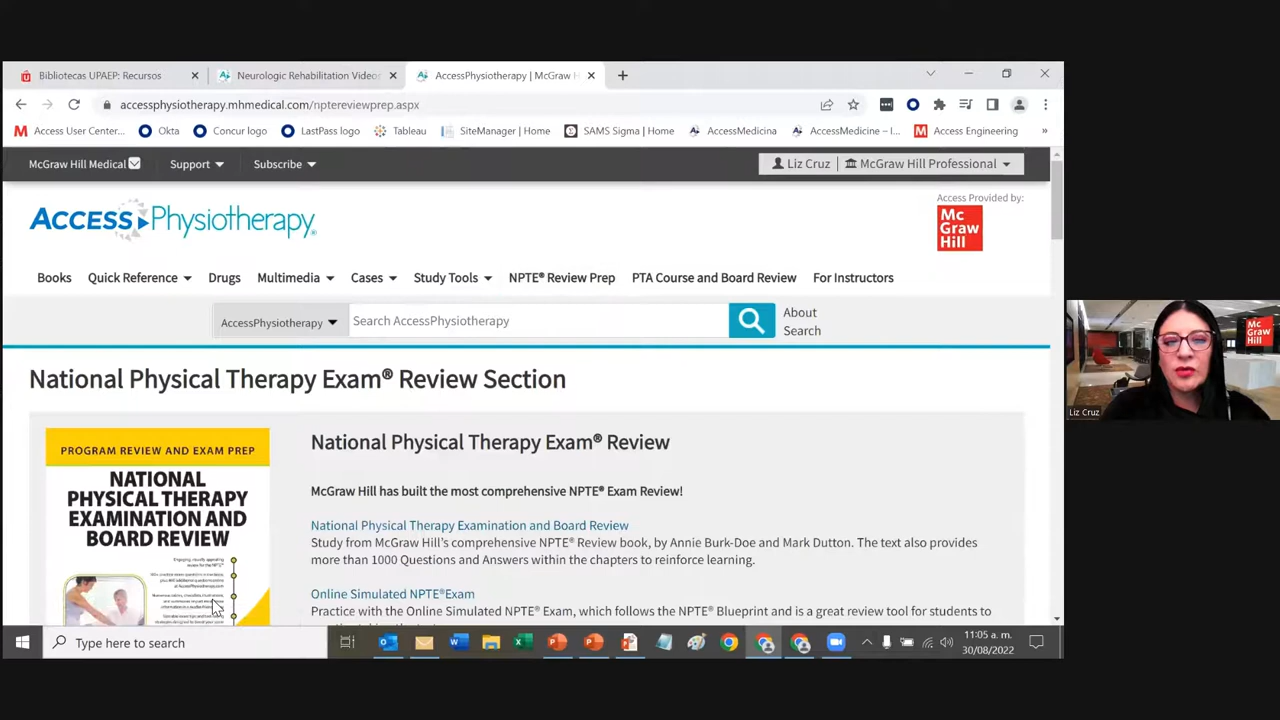 Bibliotecas UPAEP: Recursos
Neurologic Rehabilitation Videos
AccessPhysiotherapy | McGraw H
accessphysiotherapy.mhmedical.com/nptereviewprep.aspx
Access User Center...
Okta
Concur logo
LastPass logo
Tableau
SiteManager | Home
SAMS Sigma | Home
AccessMedicina
AccessMedicine – I...
Access Engineering
McGraw Hill Medical
Support
Subscribe
Liz Cruz
McGraw Hill Professional
Access Provided by:
Mc
Graw
Hill
ACCESS Physiotherapy®
Books
Quick Reference
Drugs
Multimedia
Cases
Study Tools
NPTE® Review Prep
PTA Course and Board Review
For Instructors
AccessPhysiotherapy
Search AccessPhysiotherapy
About
Search
National Physical Therapy Exam® Review Section
PROGRAM REVIEW AND EXAM PREP
NATIONAL
PHYSICAL THERAPY
EXAMINATION AND
BOARD REVIEW
National Physical Therapy Exam® Review
McGraw Hill has built the most comprehensive NPTE® Exam Review!
National Physical Therapy Examination and Board Review
Study from McGraw Hill's comprehensive NPTE® Review book, by Annie Burk-Doe and Mark Dutton. The text also provides
more than 1000 Questions and Answers within the chapters to reinforce learning.
Online Simulated NPTE®Exam
Practice with the Online Simulated NPTE® Exam, which follows the NPTE® Blueprint and is a great review tool for students to
Mc
Graw
Hill
Liz Cruz
Type here to search
11:05 a. m.
30/08/2022